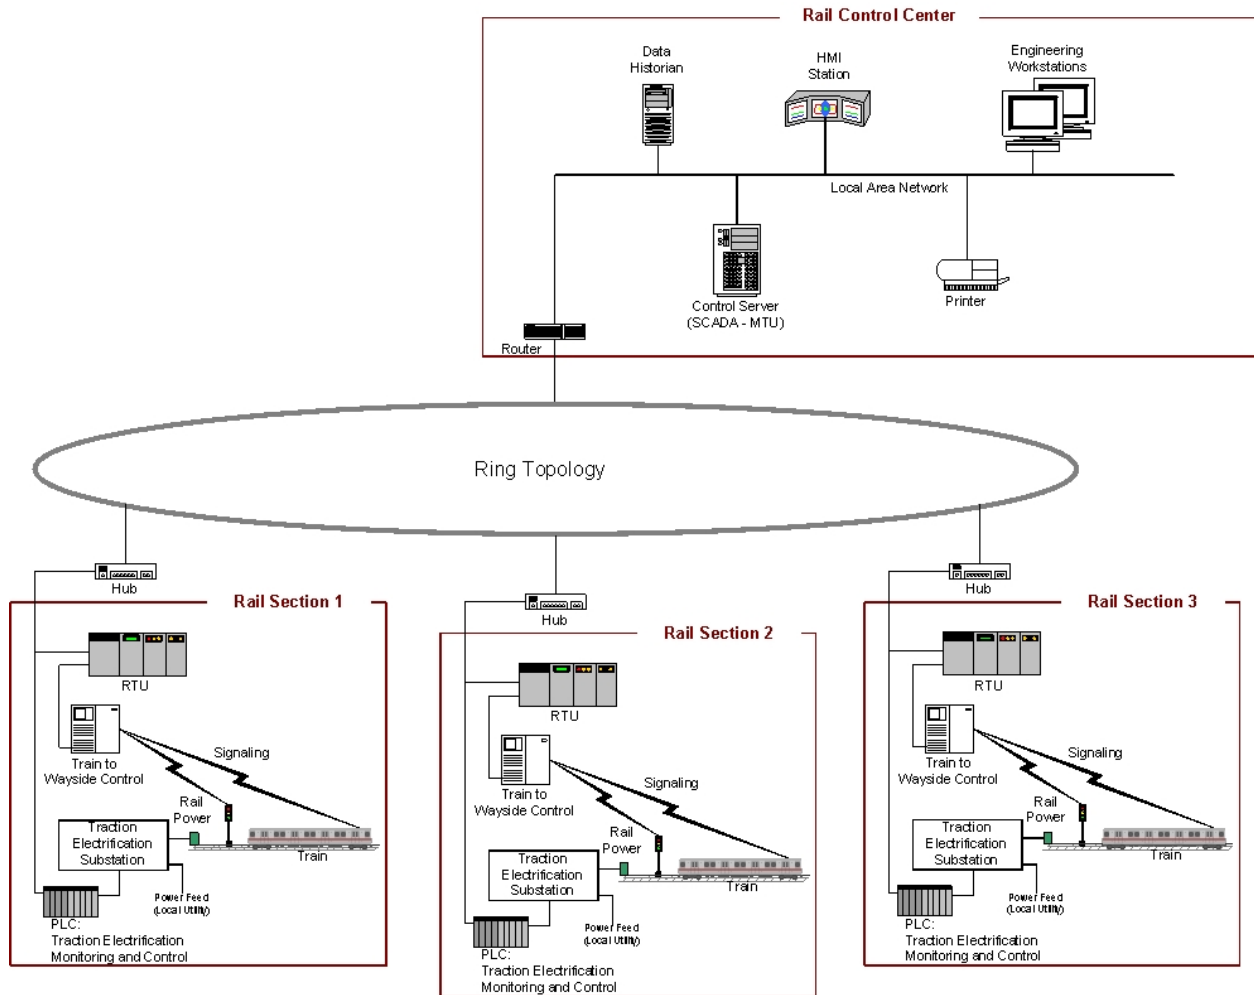 Rail Control Center
Data
Historian
HMI
Station
Engineering
Workstations
Local Area Network
Control Server
(SCADA - MTU)
Printer
Router
Ring Topology
Hub
Rail Section 1
RTU
Train to
Wayside Control
Signaling
Rail
Power
Traction
Electrification
Substation
Train
Power Feed
(Local Utility)
PLC:
Traction Electrification
Monitoring and Control
Hub
Rail Section 2
RTU
Train to
Wayside Control
Signaling
Rail
Power
Traction
Electrification
Substation
Train
Power Feed
(Local Utility)
PLC:
Traction Electrification
Monitoring and Control
Hub
Rail Section 3
RTU
Train to
Wayside Control
Signaling
Rail
Power
Traction
Electrification
Substation
Train
Power Feed
(Local Utility)
PLC:
Traction Electrification
Monitoring and Control